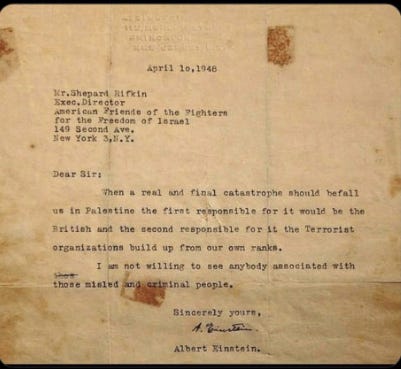 April 10,1948
Mr.Shepard Rifkin
Exec.Director
American Friends of the Fighters
for the Freedom of Israel
149 Second Ave.
New York 3,N.Y.
Dear Sir:
When a real and final catastrophe should befall
us in Palestine the first responsible for it would be the
British and the second responsible for it the Terrorist
organizations build up from our own ranks.
I am not willing to see anybody associated with
those misled and criminal people.
Sincerely yours,
A. Einstein.
Albert Einstein.